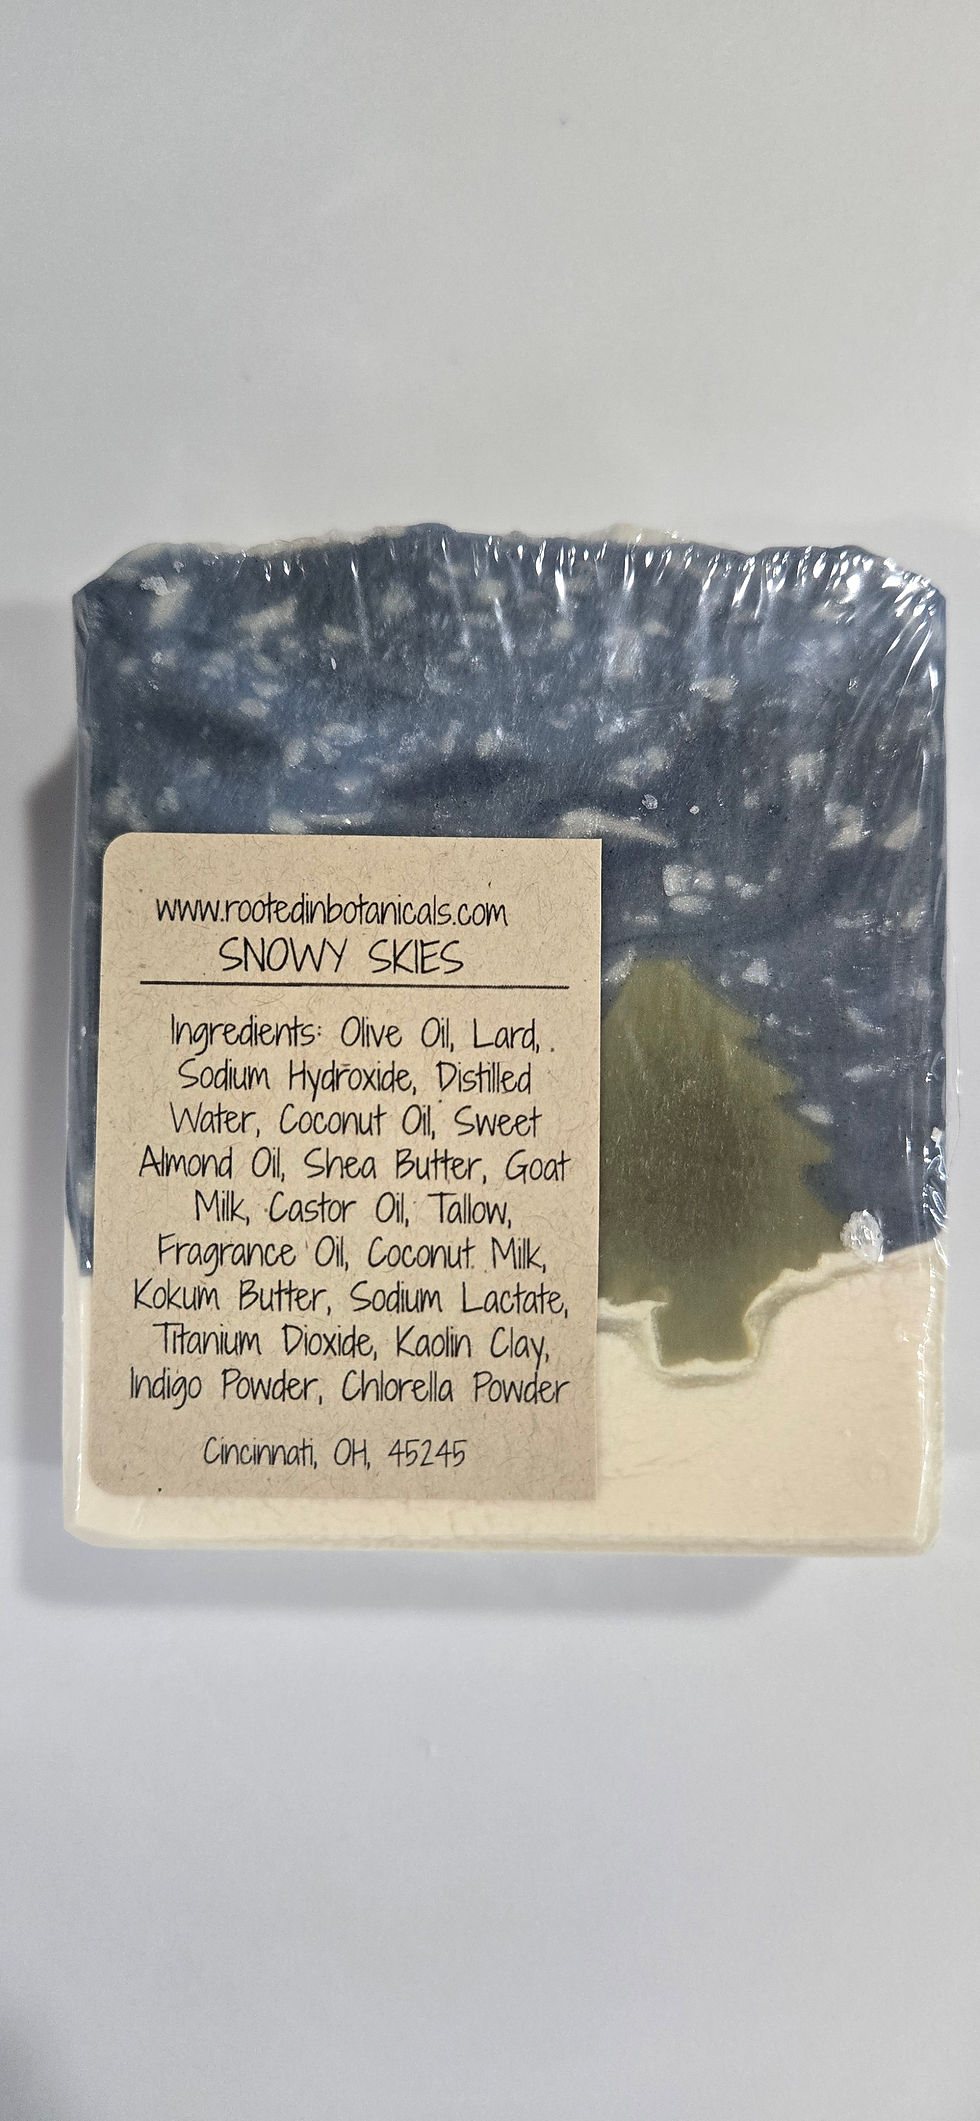 www.rootedinbotanicals.com
SNOWY SKIES
Ingredients: Olive Oil, Lard,
Sodium Hydroxide, Distilled
Water, Coconut Oil, Sweet
Almond Oil, Shea Butter, Goat
Milk, Castor Oil, Tallow,
Fragrance Oil, Coconut Milk,
Kokum Butter, Sodium Lactate,
Titanium Dioxide, Kaolin Clay,
Indigo Powder, Chlorella Powder
Cincinnati, OH, 45245